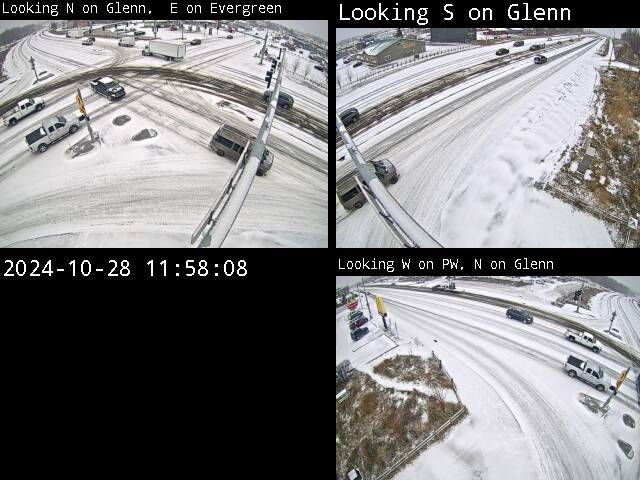 Looking N on Glenn,  E on Evergreen
Looking S on Glenn
2024-10-28 11:58:08
Looking W on PW, N on Glenn